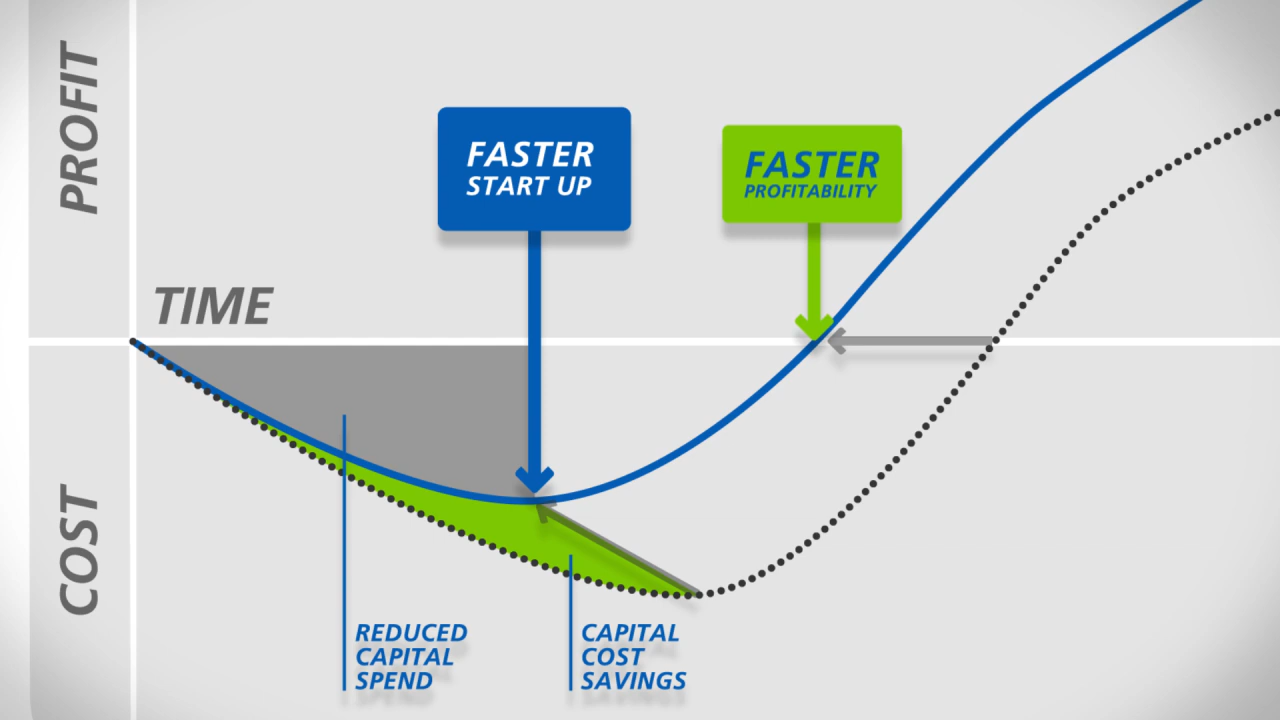 PROFIT
FASTER
START UP
FASTER
PROFITABILITY
TIME
COST
REDUCED
CAPITAL
SPEND
CAPITAL
COST
SAVINGS